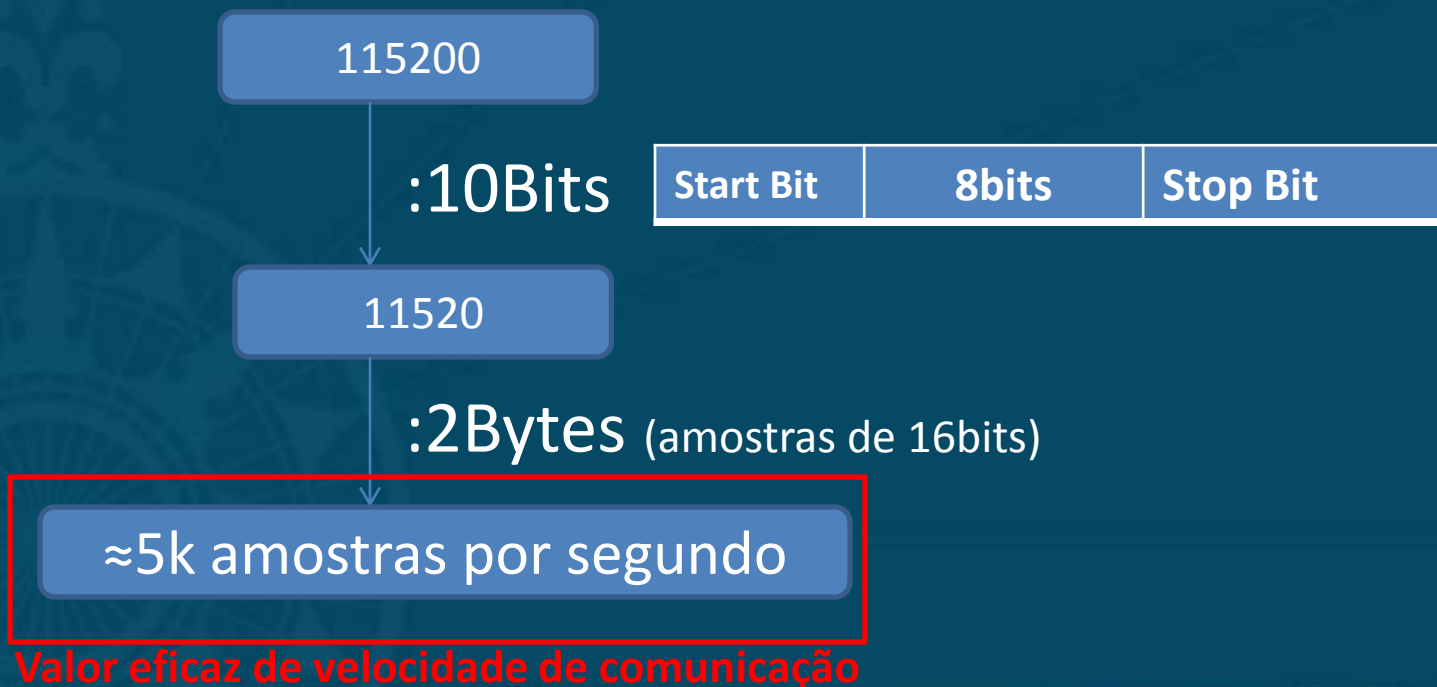 115200
:10Bits
Start Bit 8bits Stop Bit
11520
:2Bytes (amostras de 16bits)
≈5k amostras por segundo
Valor eficaz de velocidade de comunicação